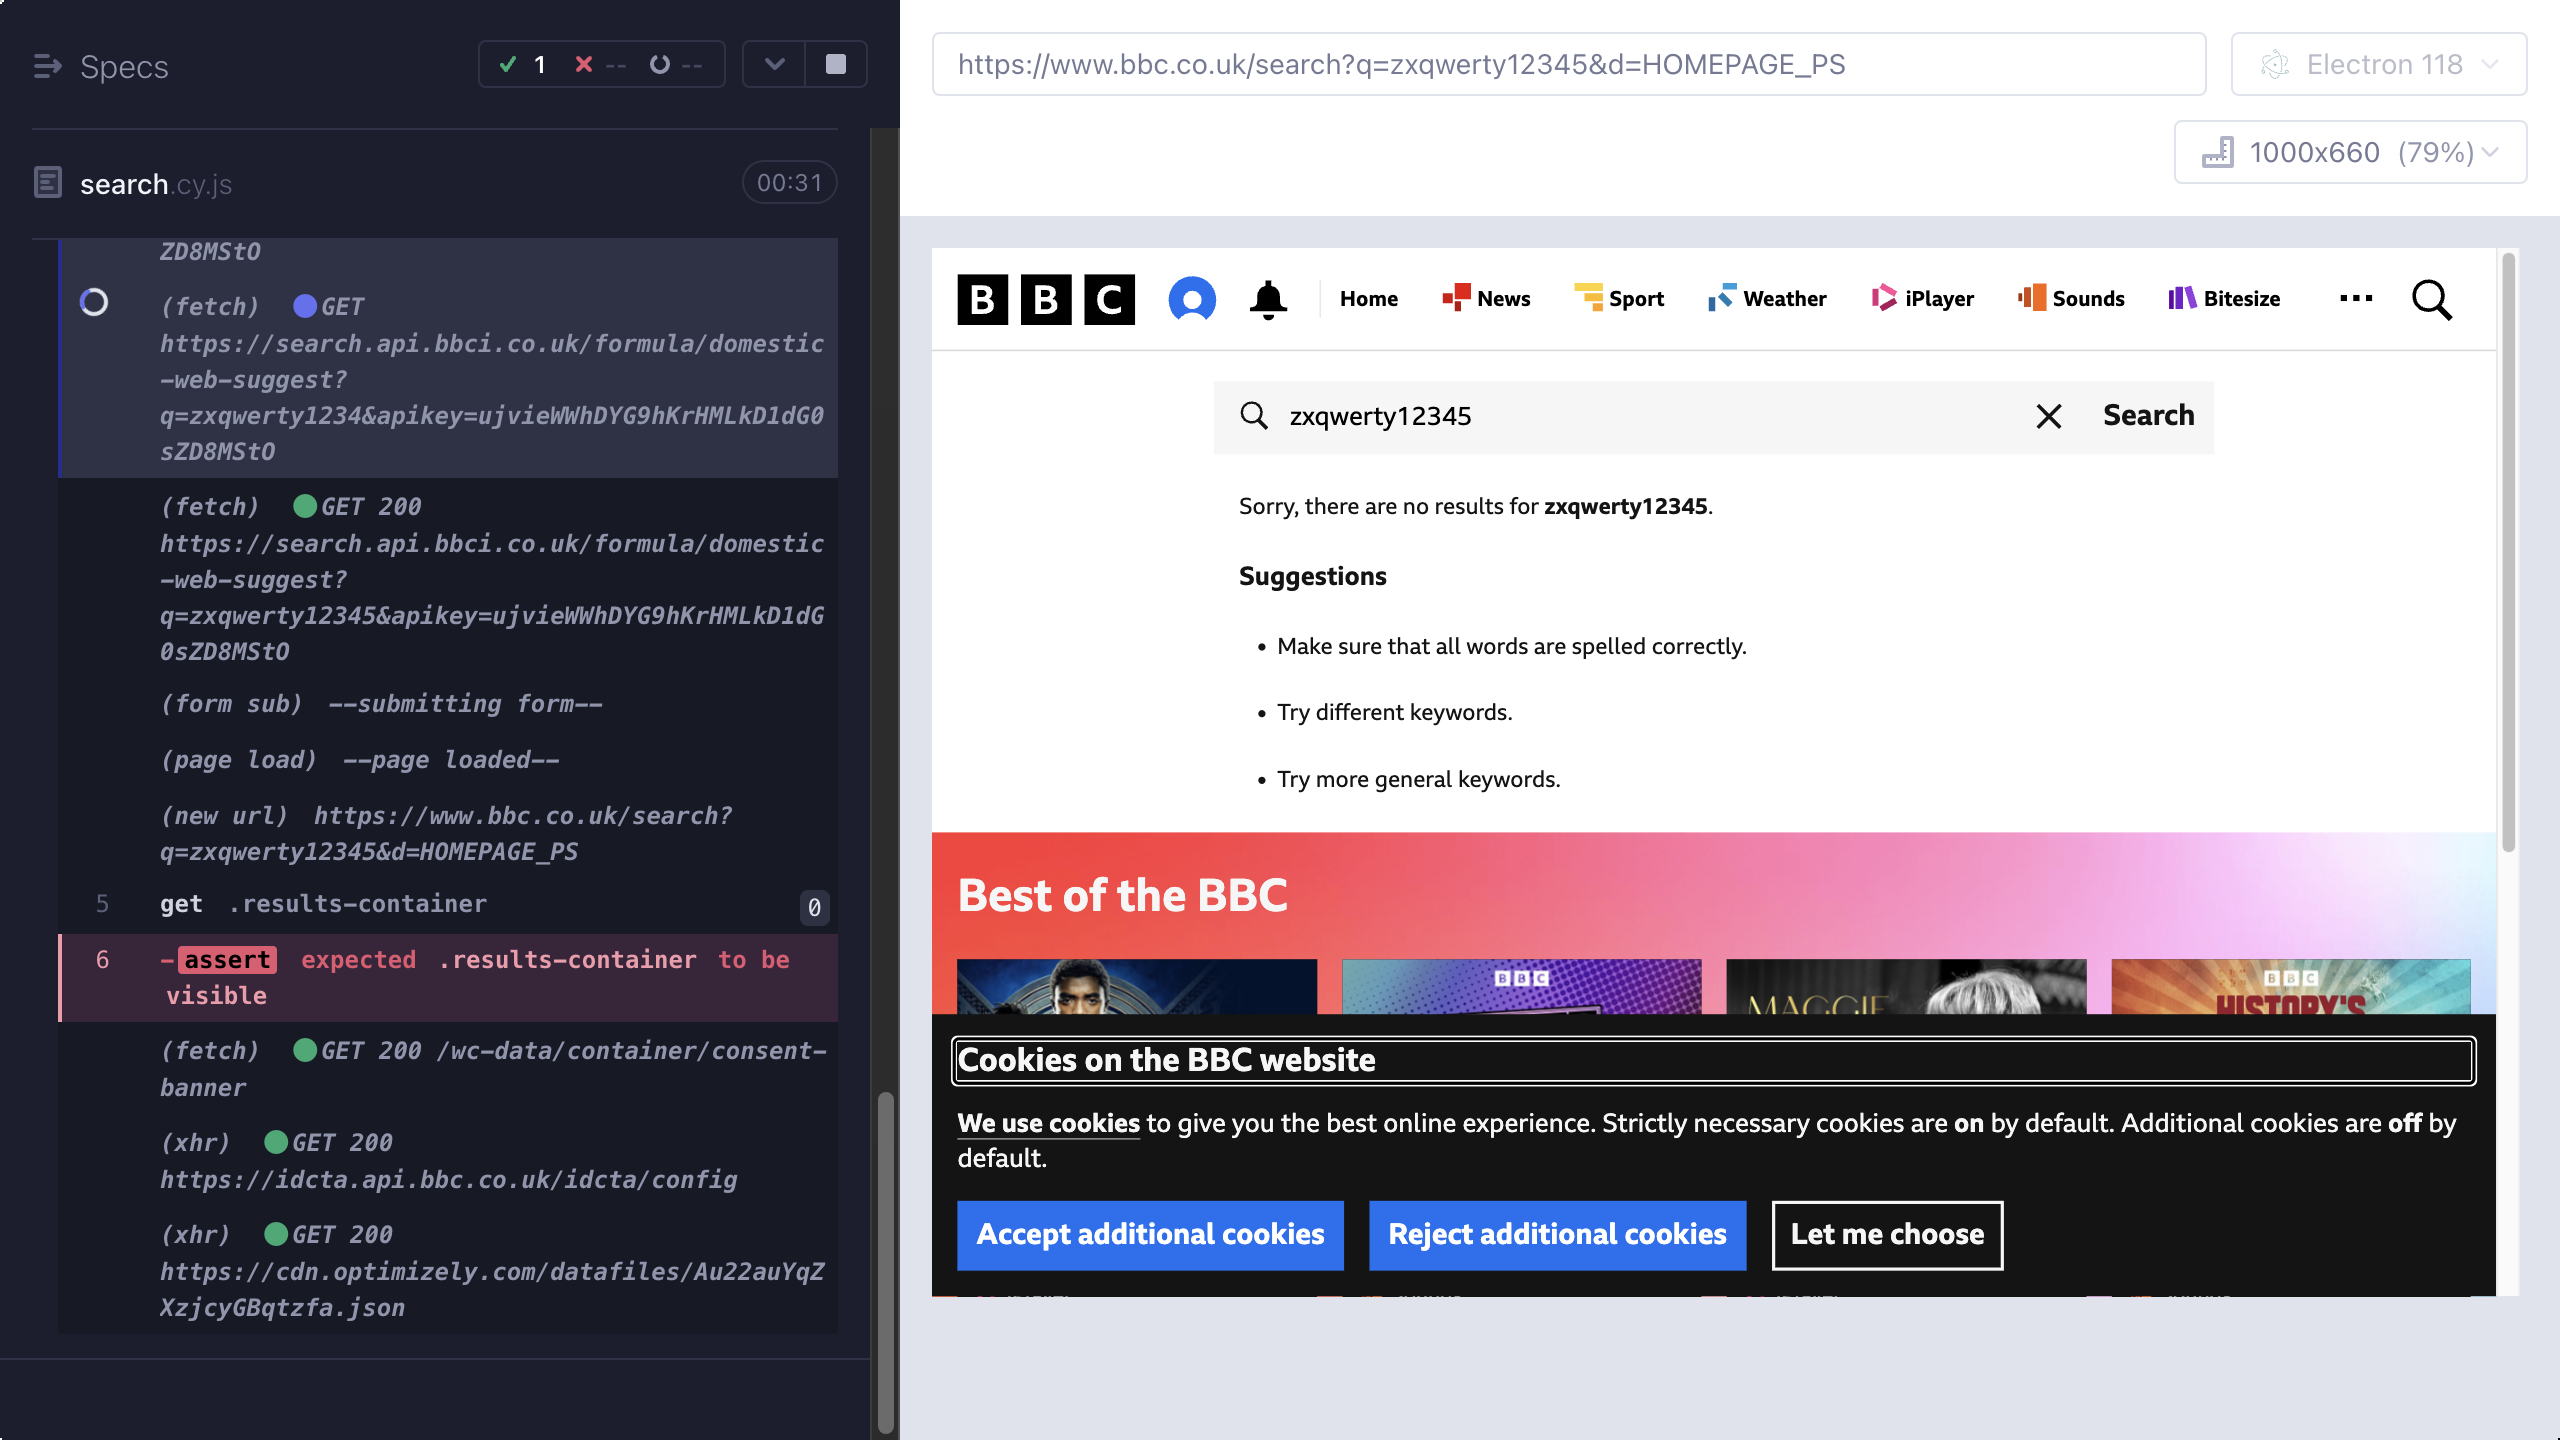 Specs
1 -- --
search.cy.js
00:31
ZD8MStO
(fetch) GET
https://search.api.bbci.co.uk/formula/domestic
-web-suggest?
q=zxqwerty1234&apikey=ujvieWWhDYG9hKrHMLkD1dG0
sZD8MStO
(fetch) GET 200
https://search.api.bbci.co.uk/formula/domestic
-web-suggest?
q=zxqwerty12345&apikey=ujvieWWhDYG9hKrHMLkD1dG
0sZD8MStO
(form sub) --submitting form--
(page load) --page loaded--
(new url) https://www.bbc.co.uk/search?
q=zxqwerty12345&d=HOMEPAGE_PS
5 get .results-container 0
6 -assert expected .results-container to be
visible
(fetch) GET 200 /wc-data/container/consent-
banner
(xhr) GET 200
https://idcta.api.bbc.co.uk/idcta/config
(xhr) GET 200
https://cdn.optimizely.com/datafiles/Au22auYqZ
XzjcyGBqtzfa.json
https://www.bbc.co.uk/search?q=zxqwerty12345&d=HOMEPAGE_PS
Electron 118
1000x660 (79%)
BBC Home News Sport Weather iPlayer Sounds Bitesize
zxqwerty12345
Search
Sorry, there are no results for zxqwerty12345.
Suggestions
• Make sure that all words are spelled correctly.
• Try different keywords.
• Try more general keywords.
Best of the BBC
BBC
MAGGIE
BBC
HISTORY'S
Cookies on the BBC website
We use cookies to give you the best online experience. Strictly necessary cookies are on by default. Additional cookies are off by
default.
Accept additional cookies
Reject additional cookies
Let me choose